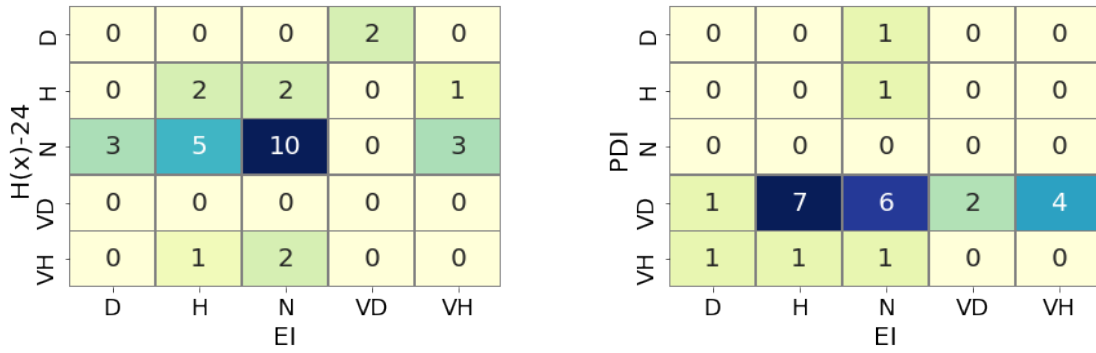 H(x)-24
D 0 0 0 2 0
H 0 2 2 0 1
N 3 5 10 0 3
VD 0 0 0 0 0
VH 0 1 2 0 0
D H N VD VH
EI
PDI
D 0 0 1 0 0
H 0 0 1 0 0
N 0 0 0 0 0
VD 1 7 6 2 4
VH 1 1 1 0 0
D H N VD VH
EI